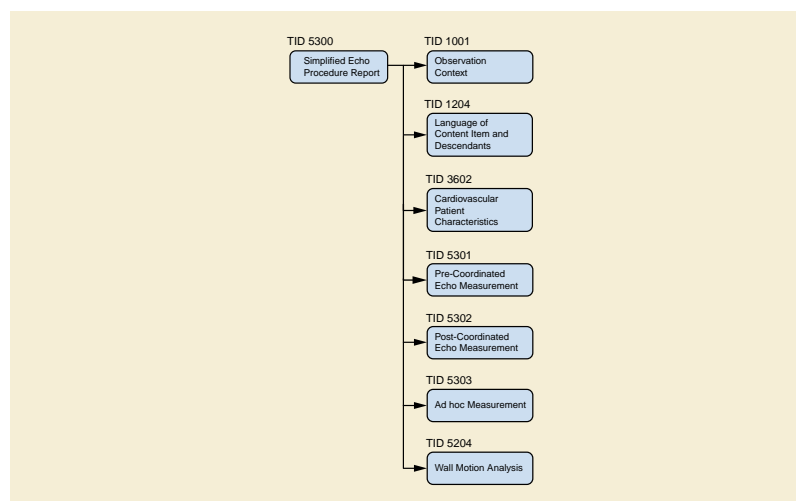 TID 5300
Simplified Echo
Procedure Report
TID 1001
Observation
Context
TID 1204
Language of
Content Item and
Descendants
TID 3602
Cardiovascular
Patient
Characteristics
TID 5301
Pre-Coordinated
Echo Measurement
TID 5302
Post-Coordinated
Echo Measurement
TID 5303
Ad hoc Measurement
TID 5204
Wall Motion Analysis